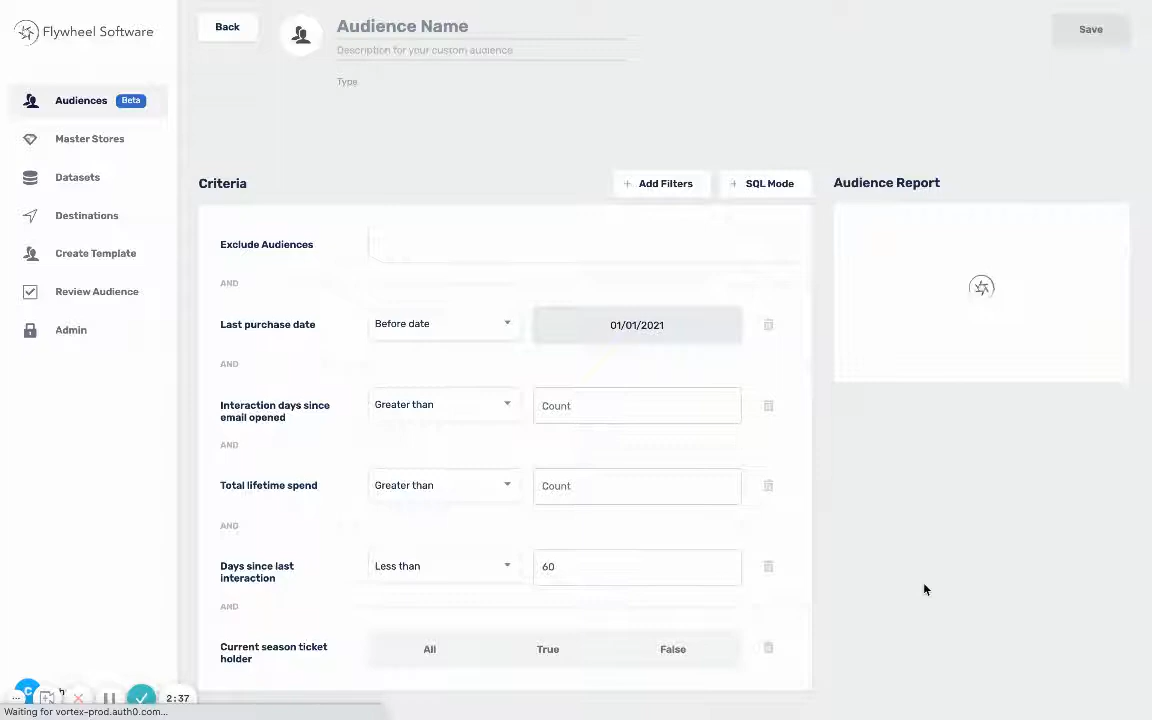 Flywheel Software
Back
Audience Name
Description for your custom audience
Type
Save
Audiences Beta
Master Stores
Datasets
Destinations
Create Template
Review Audience
Admin
Criteria
+ Add Filters
+ SQL Mode
Audience Report
Exclude Audiences
AND
Last purchase date
Before date
01/01/2021
AND
Interaction days since
email opened
Greater than
Count
AND
Total lifetime spend
Greater than
Count
AND
Days since last
interaction
Less than
60
AND
Current season ticket
holder
All
True
False
C
2:37
Waiting for vortex-prod.auth0.com...